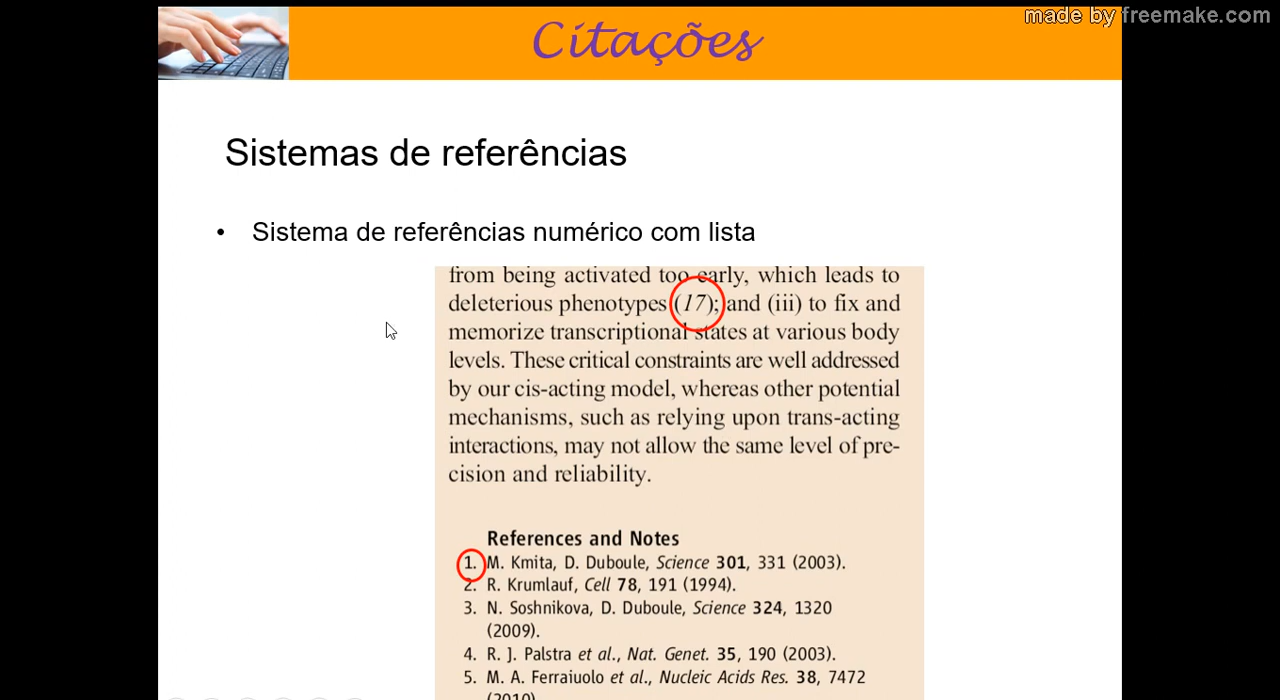 made by freemake.com
Citações
Sistemas de referências
• Sistema de referências numérico com lista
from being activated too early, which leads to
deleterious phenotypes (17); and (iii) to fix and
memorize transcriptional states at various body
levels. These critical constraints are well addressed
by our cis-acting model, whereas other potential
mechanisms, such as relying upon trans-acting
interactions, may not allow the same level of pre-
cision and reliability.
References and Notes
1. M. Kmita, D. Duboule, Science 301, 331 (2003).
2. R. Krumlauf, Cell 78, 191 (1994).
3. N. Soshnikova, D. Duboule, Science 324, 1320
(2009).
4. R. J. Palstra et al., Nat. Genet. 35, 190 (2003).
5. M. A. Ferraiuolo et al., Nucleic Acids Res. 38, 7472
(2010)